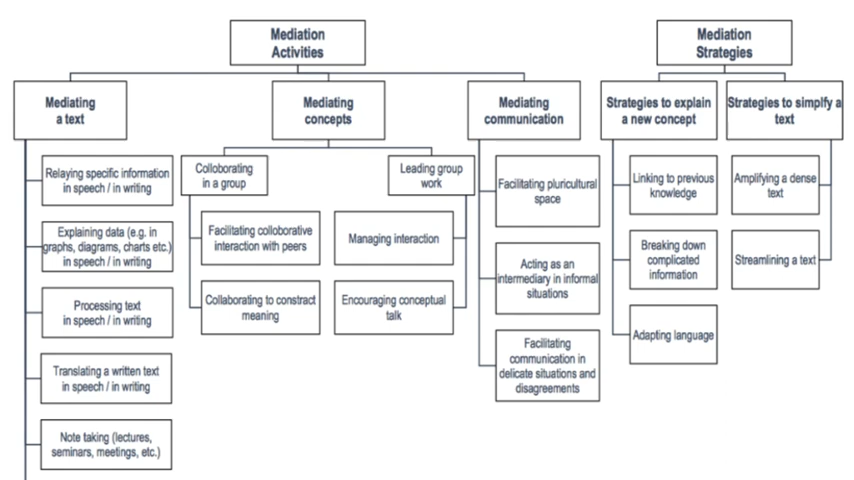 Mediation
Activities
Mediation
Strategies
Mediating
a text
Mediating
concepts
Mediating
communication
Strategies to explain
a new concept
Strategies to simplfy a
text
Relaying specific information
in speech / in writing
Explaining data (e.g. in
graphs, diagrams, charts etc.)
in speech / in writing
Processing text
in speech / in writing
Translating a written text
in speech / in writing
Note taking (lectures,
seminars, meetings, etc.)
Colloborating
in a group
Facilitating colloborative
interaction with peers
Collaborating to constract
meaning
Leading group
work
Managing interaction
Encouraging conceptual
talk
Facilitating pluricultural
space
Acting as an
intermediary in informal
situations
Facilitating
communication in
delicate situations and
disagreements
Linking to previous
knowledge
Breaking down
complicated
information
Adapting language
Amplifying a dense
text
Streamlining a text